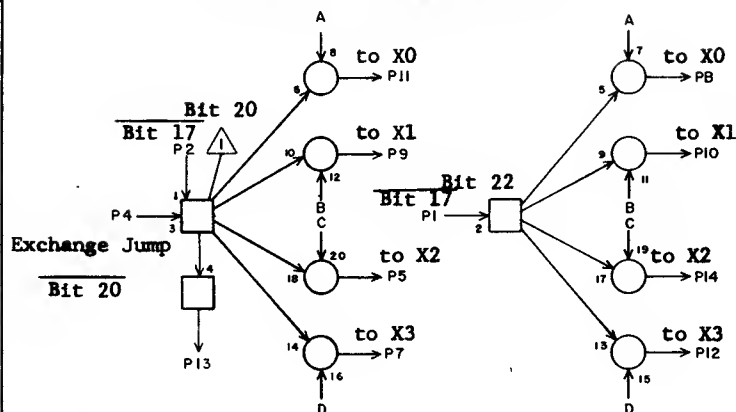 A
A
8
to X0
P11
6
7
to X0
P8
5
Bit 20
Bit 17
P2
1
1
to X1
10
P9
12
to X1
9
P10
11
B
C
P4
3
Exchange Jump
Bit 22
Bit 17
P1
2
B
C
20
to X2
18
P5
19
to X2
17
P14
4
Bit 20
P13
to X3
14
P7
16
to X3
13
P12
15
D
D